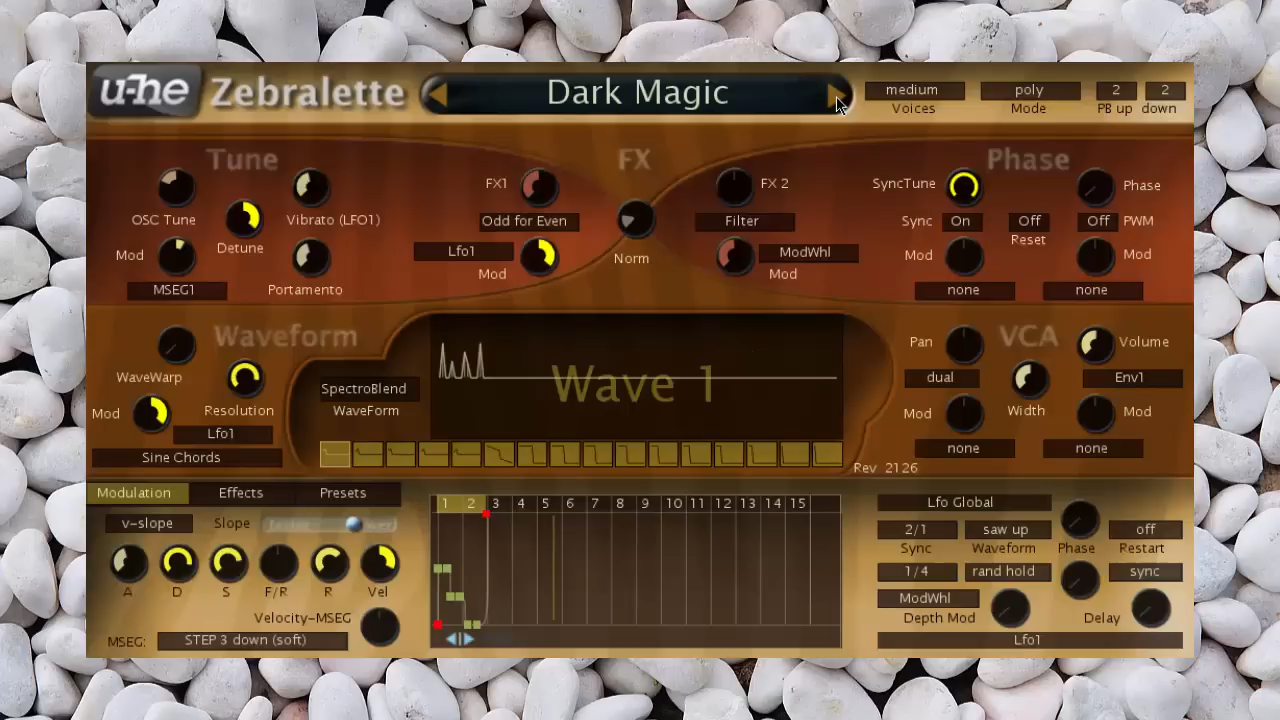 u-he Zebralette
Dark Magic
medium poly 2 2
Voices Mode PB up down
Tune FX Phase
FX1 FX 2 SyncTune Phase
OSC Tune Vibrato (LFO1) Odd for Even Filter Sync On Off Off PWM
Detune Reset
Mod Lfo1 Norm ModWhl Mod Mod
Mod Mod
MSEG1 Portamento none none
Waveform VCA
Pan Volume
WaveWarp dual Env1
SpectroBlend Wave 1
Resolution WaveForm Width
Mod Mod Mod
Lfo1
Sine Chords none none
Rev 2126
Modulation Effects Presets
1 2 3 4 5 6 7 8 9 10 11 12 13 14 15
Lfo Global
v-slope Slope
2/1 saw up off
Sync Waveform Phase Restart
1/4 rand hold sync
A D S F/R R Vel
ModWhl
Velocity-MSEG Depth Mod Delay
MSEG: STEP 3 down (soft) Lfo1